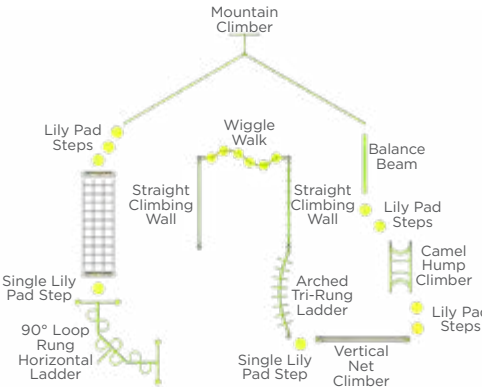 Mountain
Climber
Lily Pad
Steps
Wiggle
Walk
Balance
Beam
Straight
Climbing
Wall
Straight
Climbing
Wall
Lily Pad
Steps
Camel
Hump
Climber
Single Lily
Pad Step
Arched
Tri-Rung
Ladder
Lily Pad
Steps
90° Loop
Rung
Horizontal
Ladder
Single Lily
Pad Step
Vertical
Net
Climber